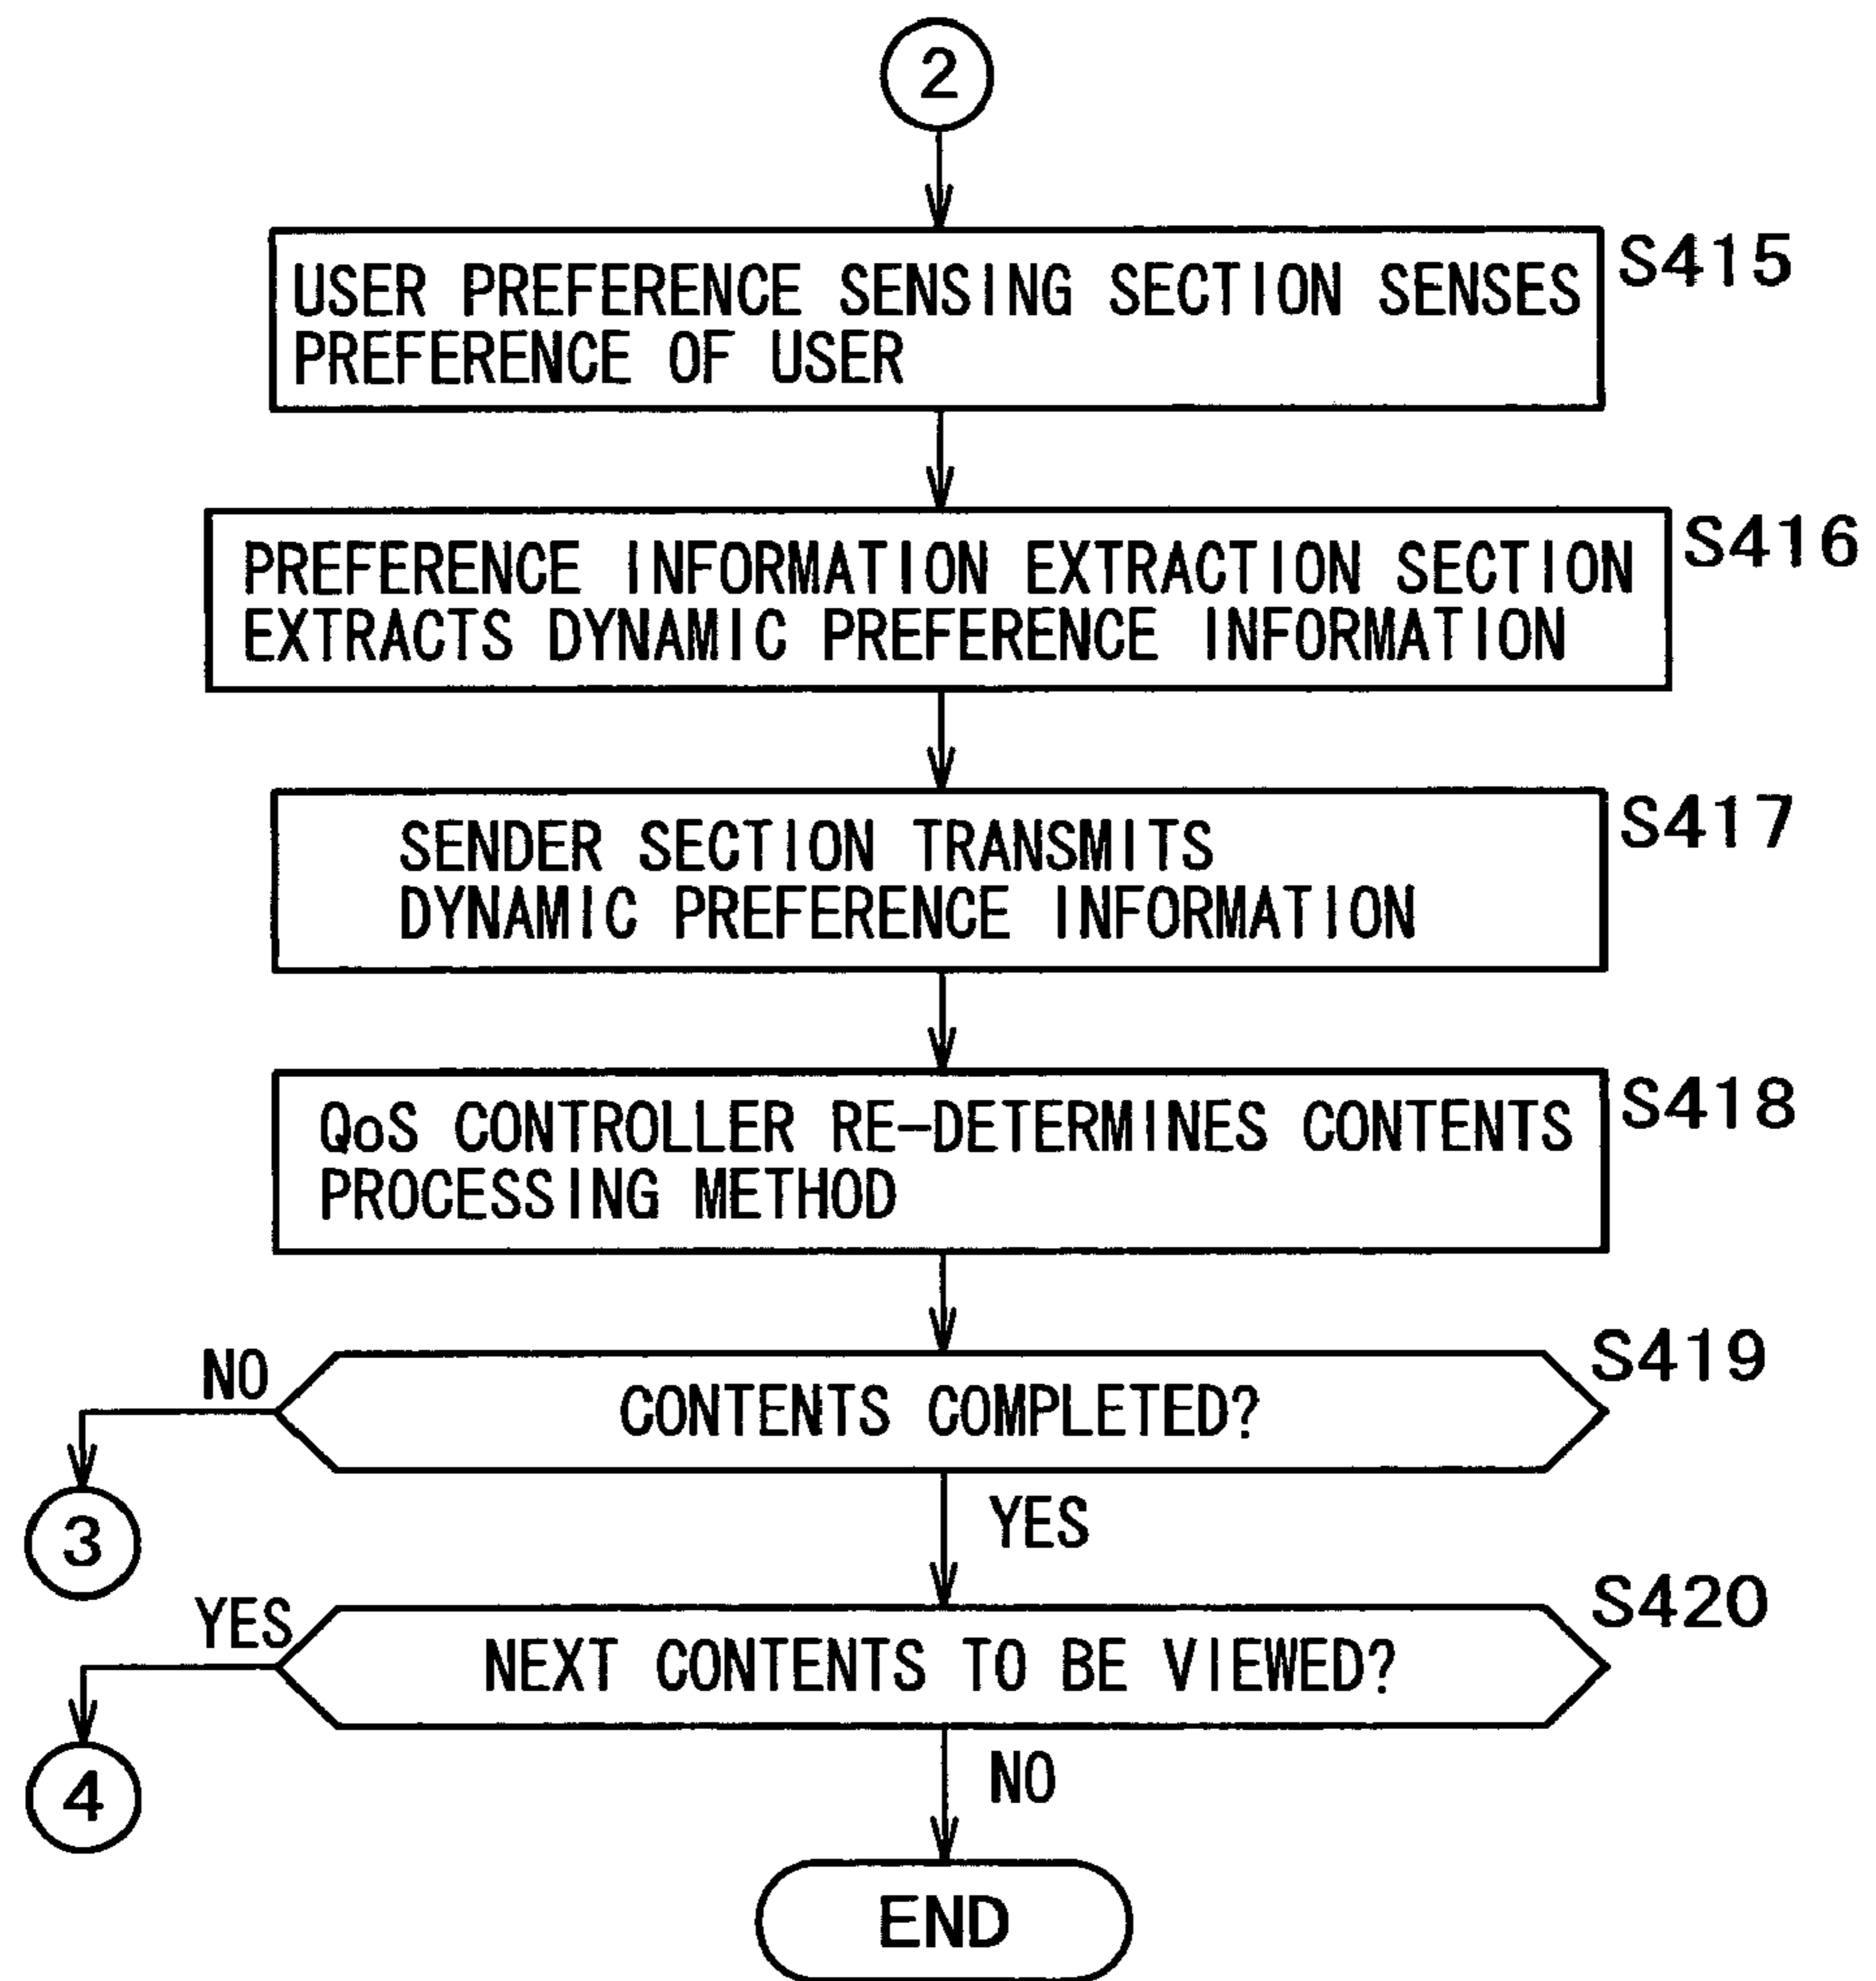 2
USER PREFERENCE SENSING SECTION SENSES
PREFERENCE OF USER
S415
PREFERENCE INFORMATION EXTRACTION SECTION
EXTRACTS DYNAMIC PREFERENCE INFORMATION
S416
SENDER SECTION TRANSMITS
DYNAMIC PREFERENCE INFORMATION
S417
QoS CONTROLLER RE-DETERMINES CONTENTS
PROCESSING METHOD
S418
NO
CONTENTS COMPLETED?
S419
3
YES
YES
NEXT CONTENTS TO BE VIEWED?
S420
4
NO
END